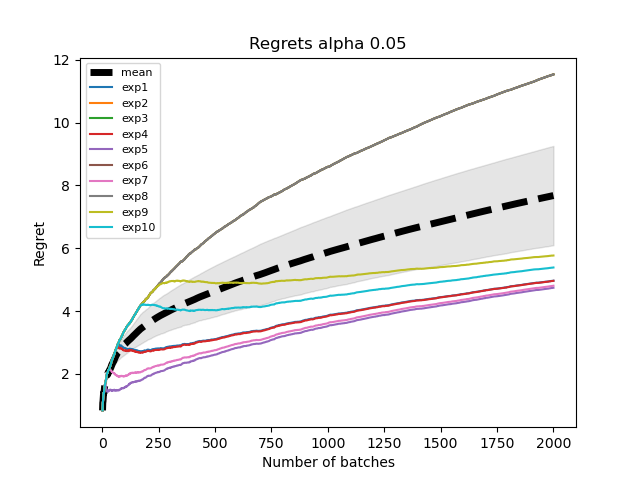 Regrets alpha 0.05
12
10
8
6
4
2
Regret
mean
exp1
exp2
exp3
exp4
exp5
exp6
exp7
exp8
exp9
exp10
0 250 500 750 1000 1250 1500 1750 2000
Number of batches